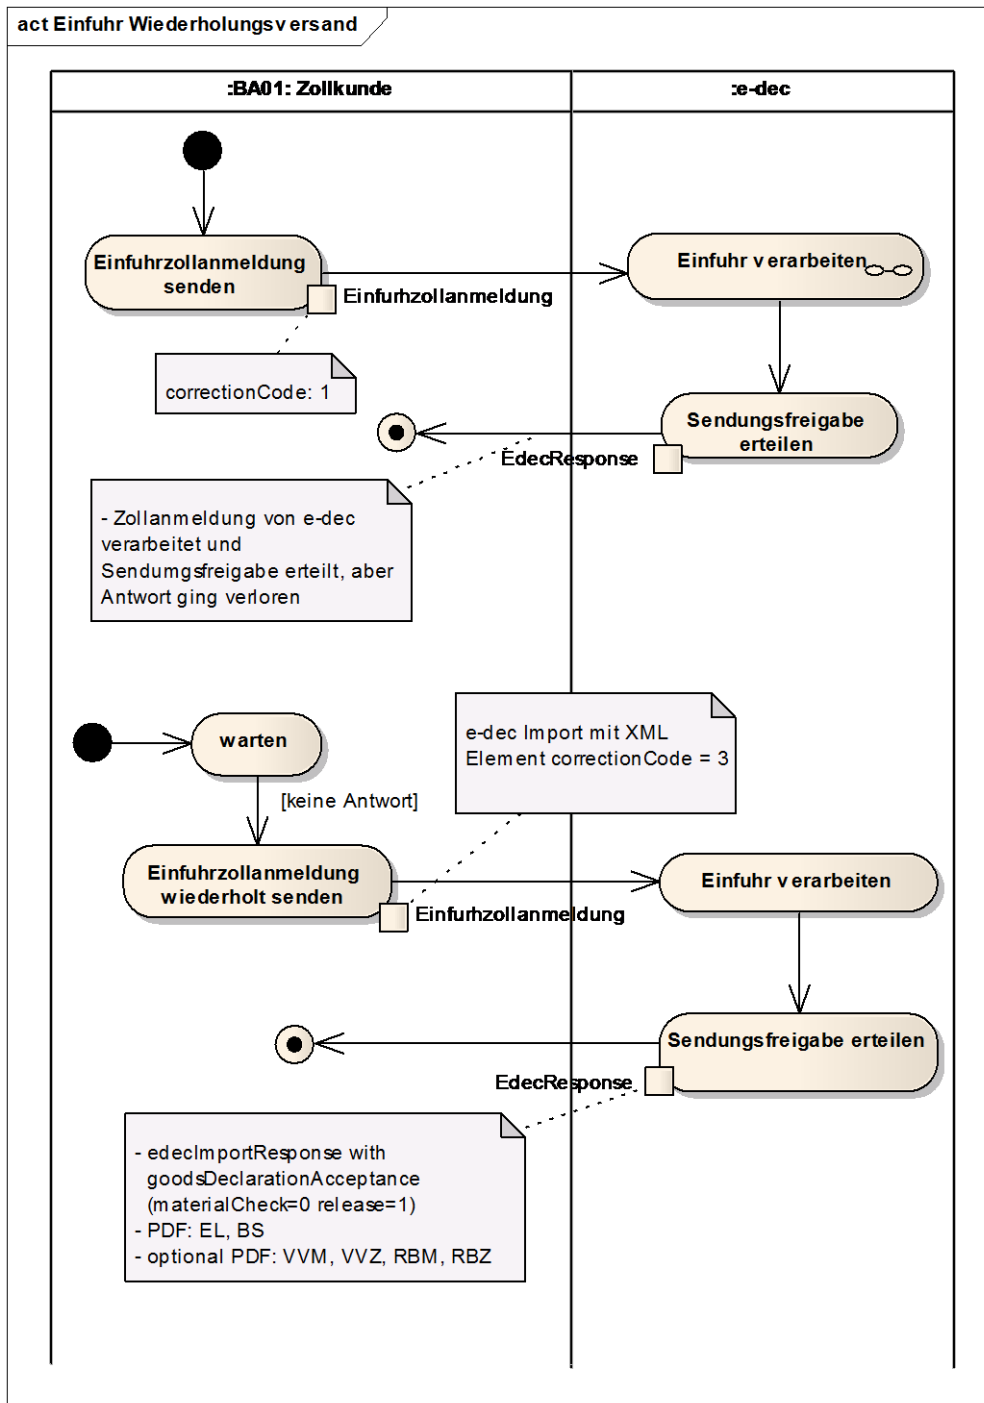 act Einfuhr Wiederholungsversand
:BA01: Zollkunde
:e-dec
Einfuhrzollanmeldung
senden
Einfurhzollanmeldung
Einfuhr verarbeiten
correctionCode: 1
Sendungsfreigabe
erteilen
EdecResponse
- Zollanmeldung von e-dec
verarbeitet und
Sendumgsfreigabe erteilt, aber
Antwort ging verloren
e-dec Import mit XML
Element correctionCode = 3
warten
[keine Antwort]
Einfuhrzollanmeldung
wiederholt senden
Einfurhzollanmeldung
Einfuhr verarbeiten
Sendungsfreigabe erteilen
EdecResponse
- edecImportResponse with
goodsDeclarationAcceptance
(materialCheck=0 release=1)
- PDF: EL, BS
- optional PDF: VVM, VVZ, RBM, RBZ